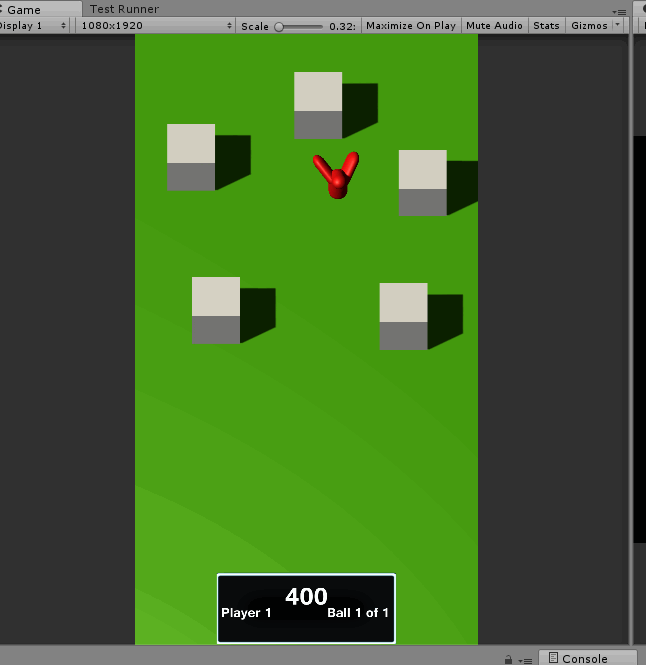 Game
Test Runner
Display 1
1080x1920
Scale
0.32:
Maximize On Play
Mute Audio
Stats
Gizmos
400
Player 1
Ball 1 of 1
Console